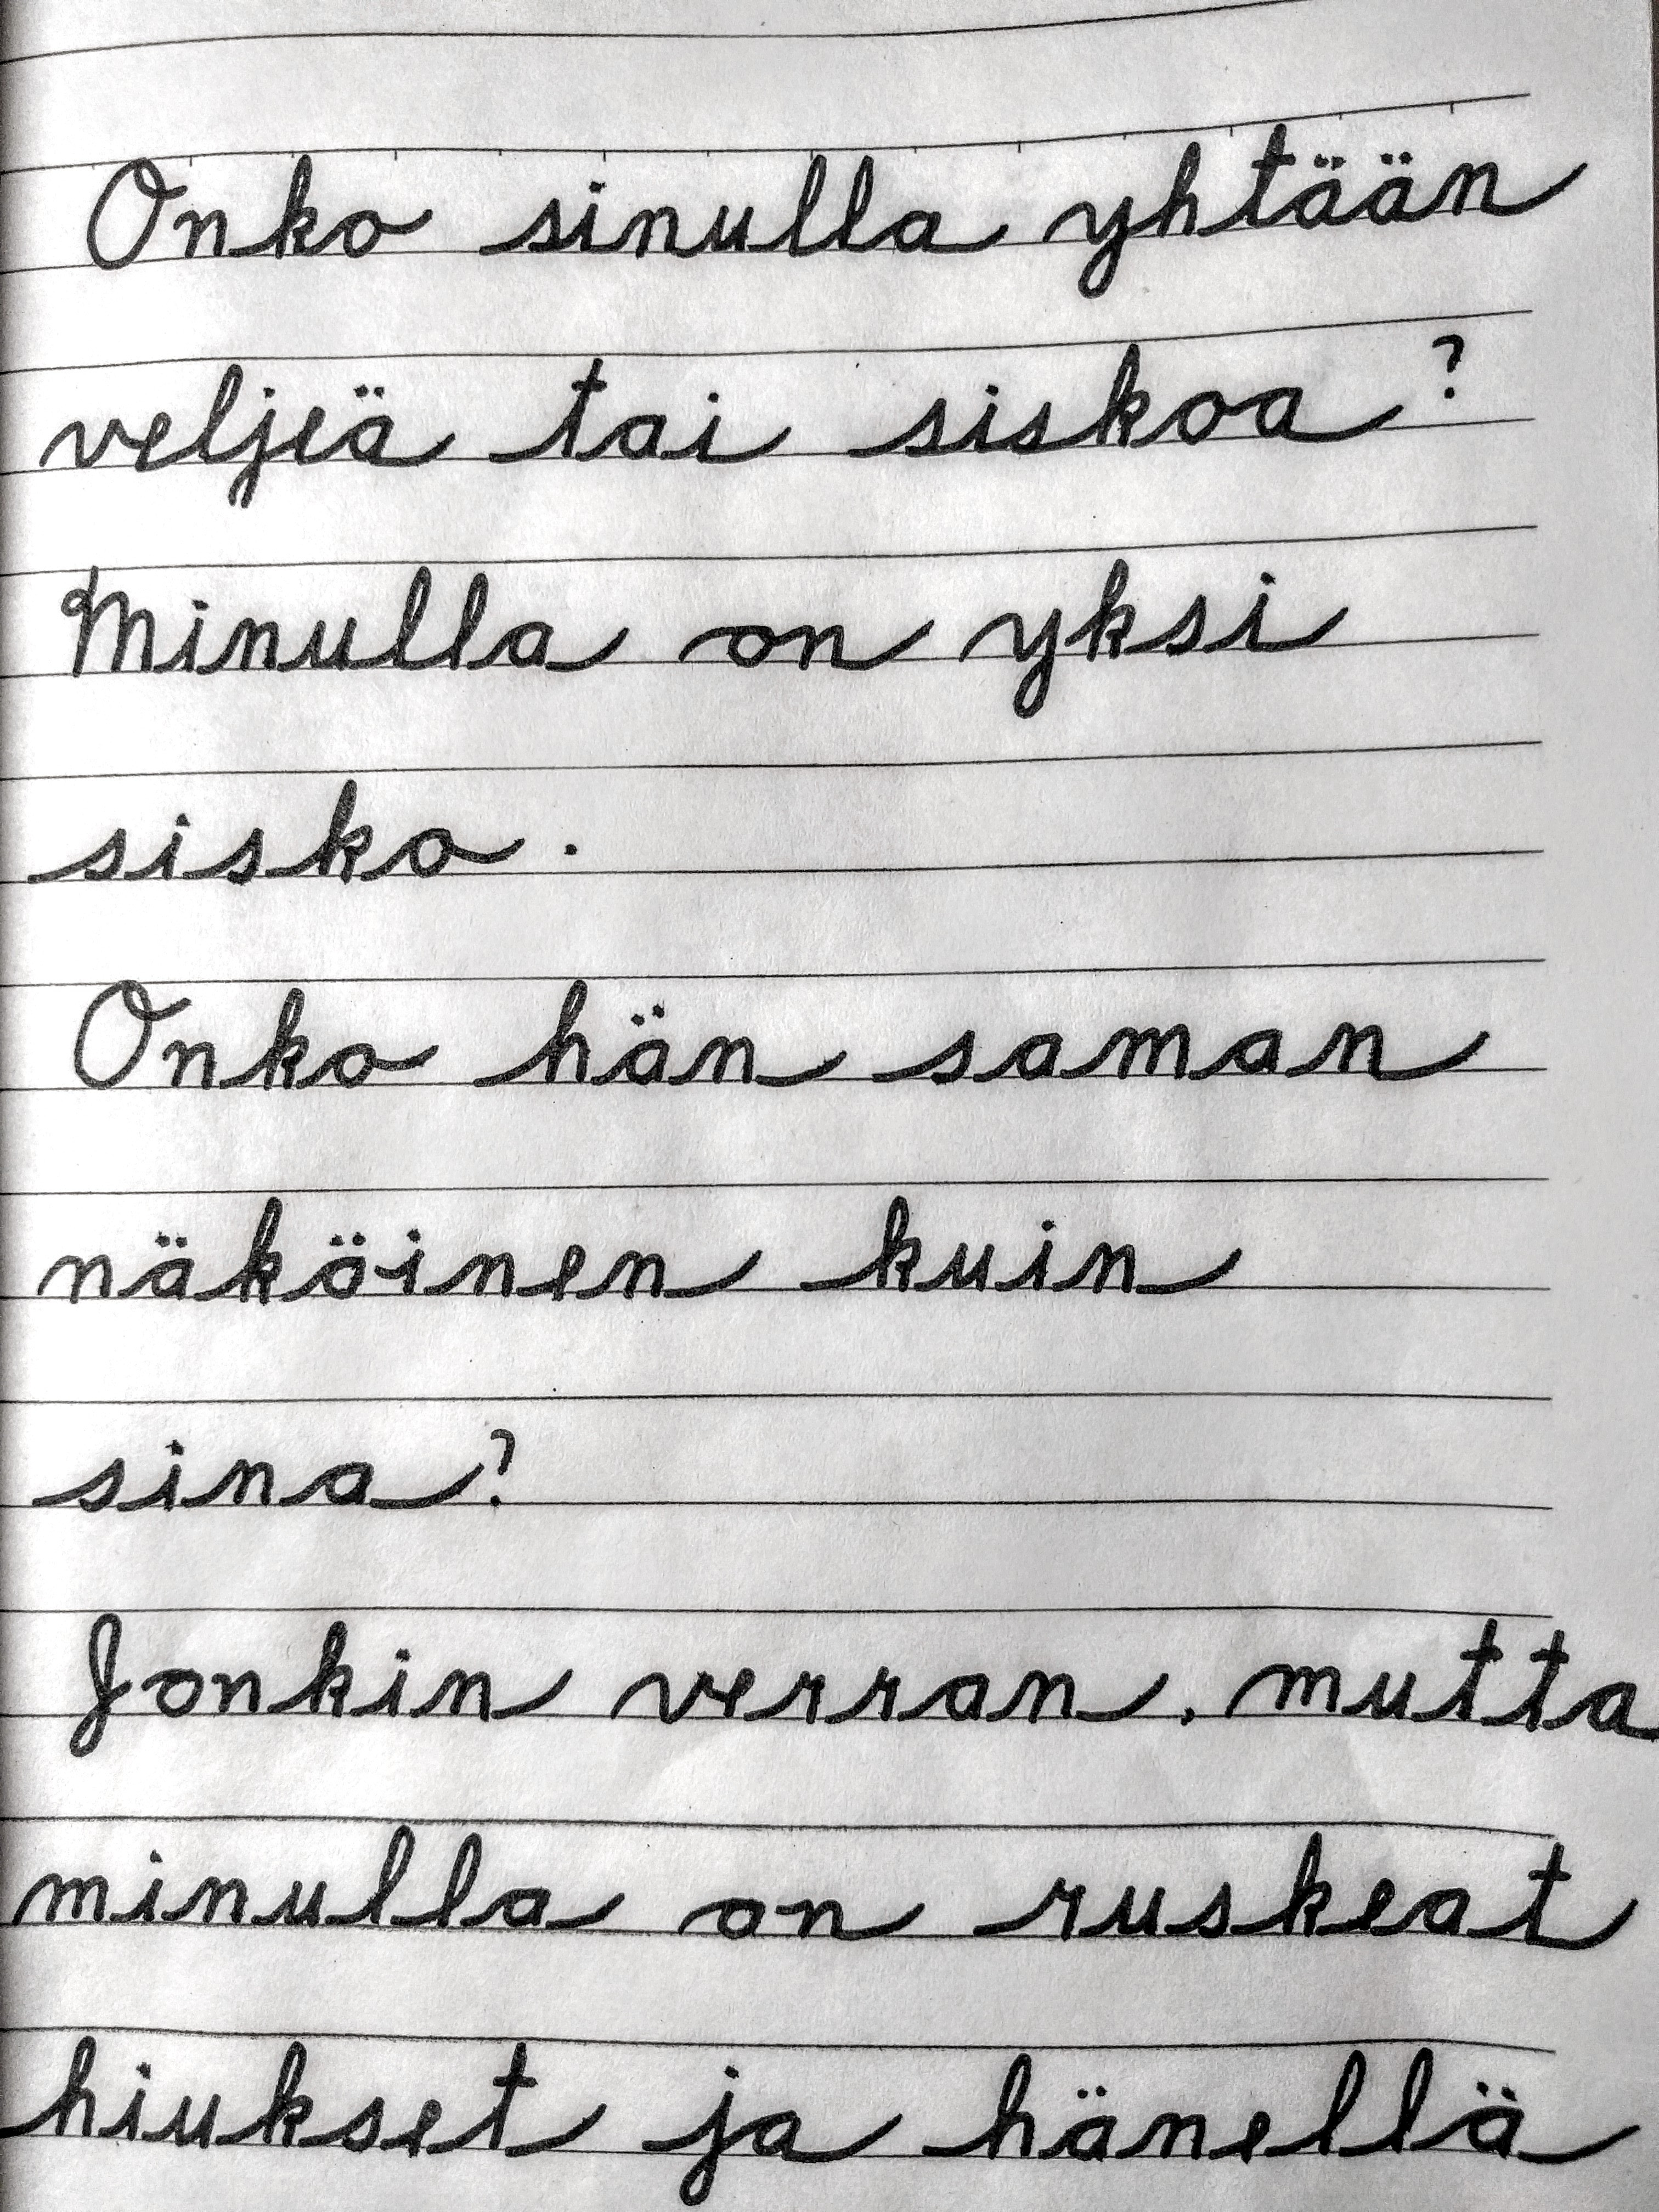 Onko sinulla yhtään
veljeä tai siskoa?
Minulla on yksi
sisko.
Onko hän saman
näköinen kuin
sina?
Jonkin verran, mutta
minulla on ruskeat
hiukset ja hänellä